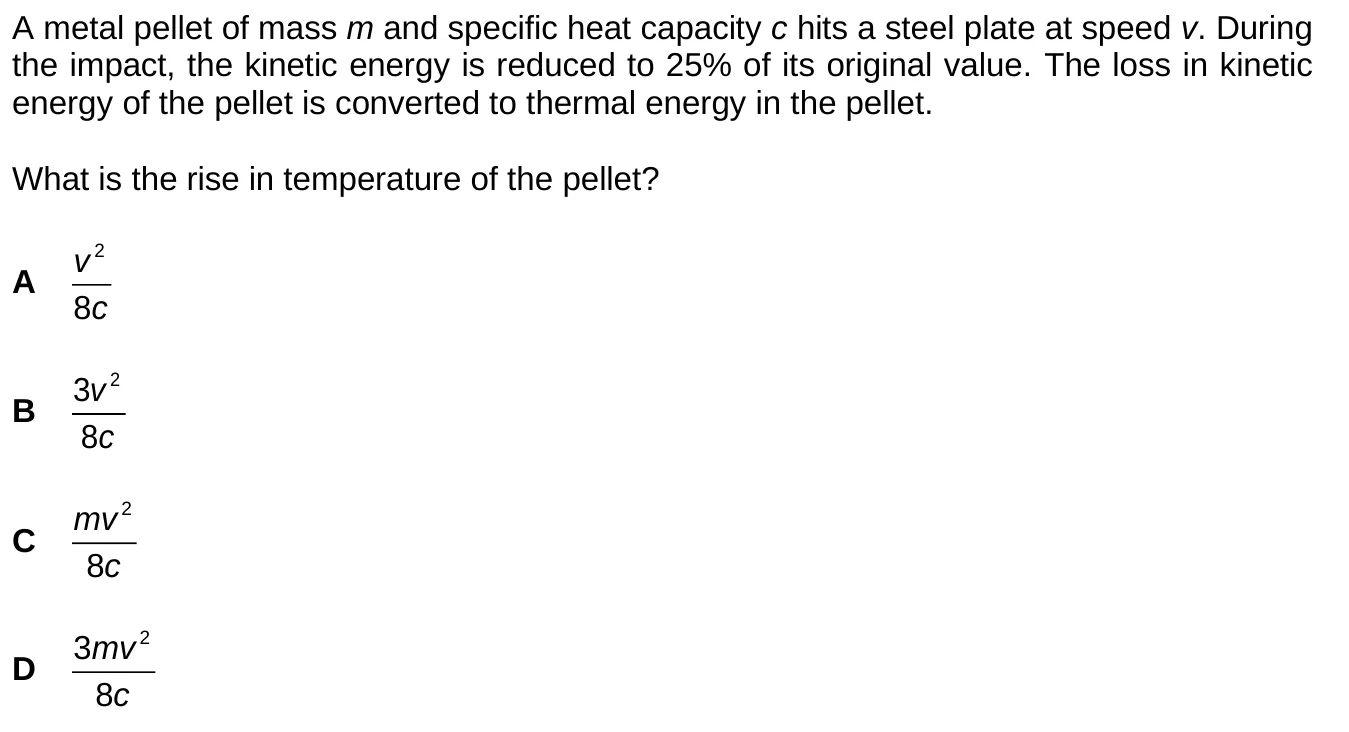 A metal pellet of mass m and specific heat capacity c hits a steel plate at speed v. During
the impact, the kinetic energy is reduced to 25% of its original value. The loss in kinetic
energy of the pellet is converted to thermal energy in the pellet.
What is the rise in temperature of the pellet?
A v²/8c
B 3v²/8c
C mv²/8c
D 3mv²/8c